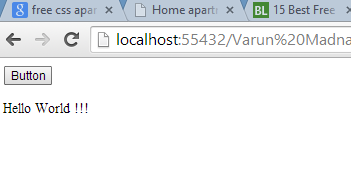 free css apar
Home apartr
BL 15 Best Free
localhost:55432/Varun%20Madna
Button
Hello World !!!